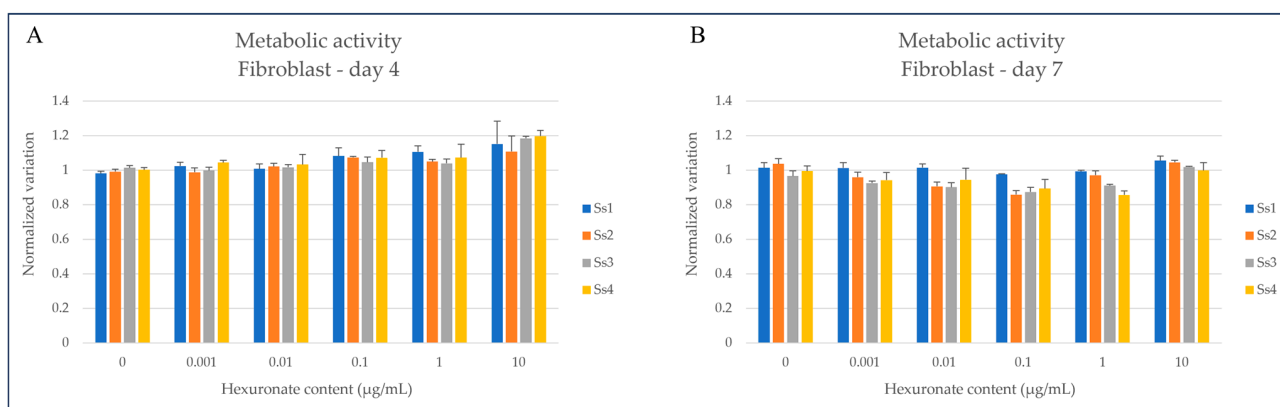 A
Metabolic activity
Fibroblast - day 4
Normalized variation
1.4
1.2
1
0.8
0.6
0.4
0.2
0
0 0.001 0.01 0.1 1 10
Hexuronate content (µg/mL)
Ss1
Ss2
Ss3
Ss4
B
Metabolic activity
Fibroblast - day 7
Normalized variation
1.4
1.2
1
0.8
0.6
0.4
0.2
0
0 0.001 0.01 0.1 1 10
Hexuronate content (µg/mL)
Ss1
Ss2
Ss3
Ss4